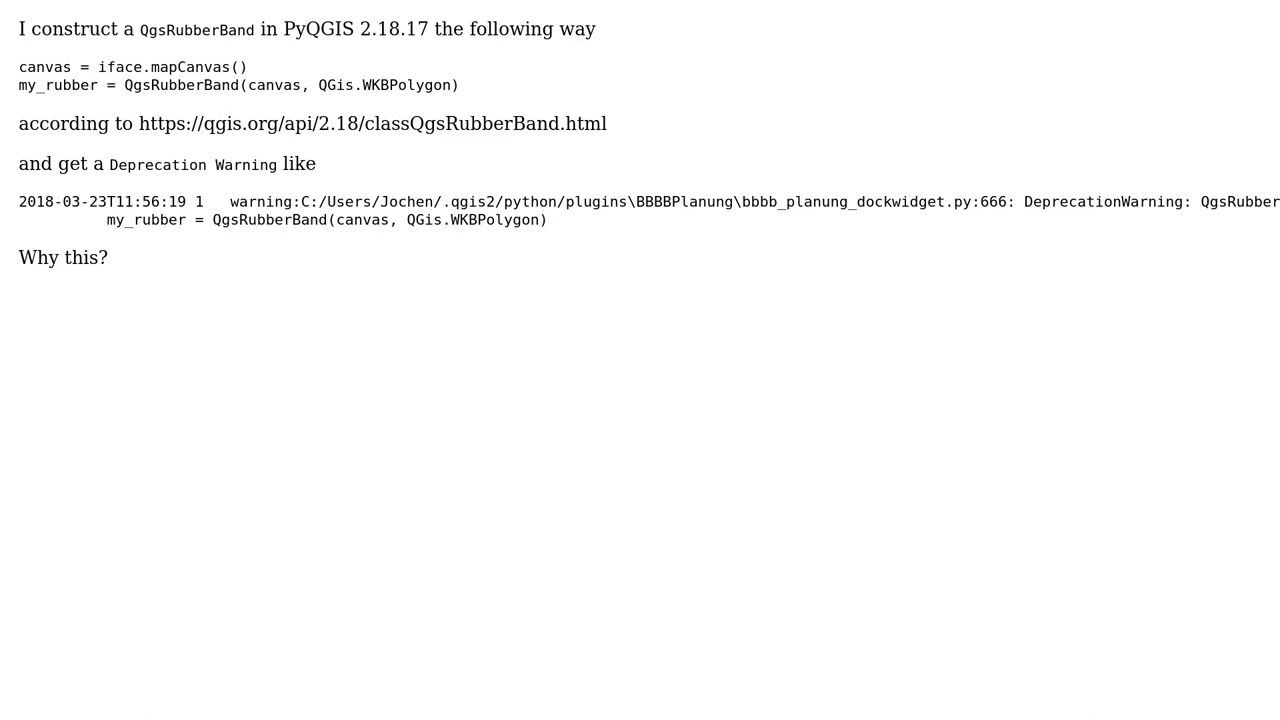 I construct a QgsRubberBand in PyQGIS 2.18.17 the following way
canvas = iface.mapCanvas()
my_rubber = QgsRubberBand(canvas, QGis.WKBPolygon)
according to https://qgis.org/api/2.18/classQgsRubberBand.html
and get a Deprecation Warning like
2018-03-23T11:56:19 1   warning:C:/Users/Jochen/.qgis2/python/plugins\BBBBPlanung\bbbb_planung_dockwidget.py:666: DeprecationWarning: QgsRubber
my_rubber = QgsRubberBand(canvas, QGis.WKBPolygon)
Why this?